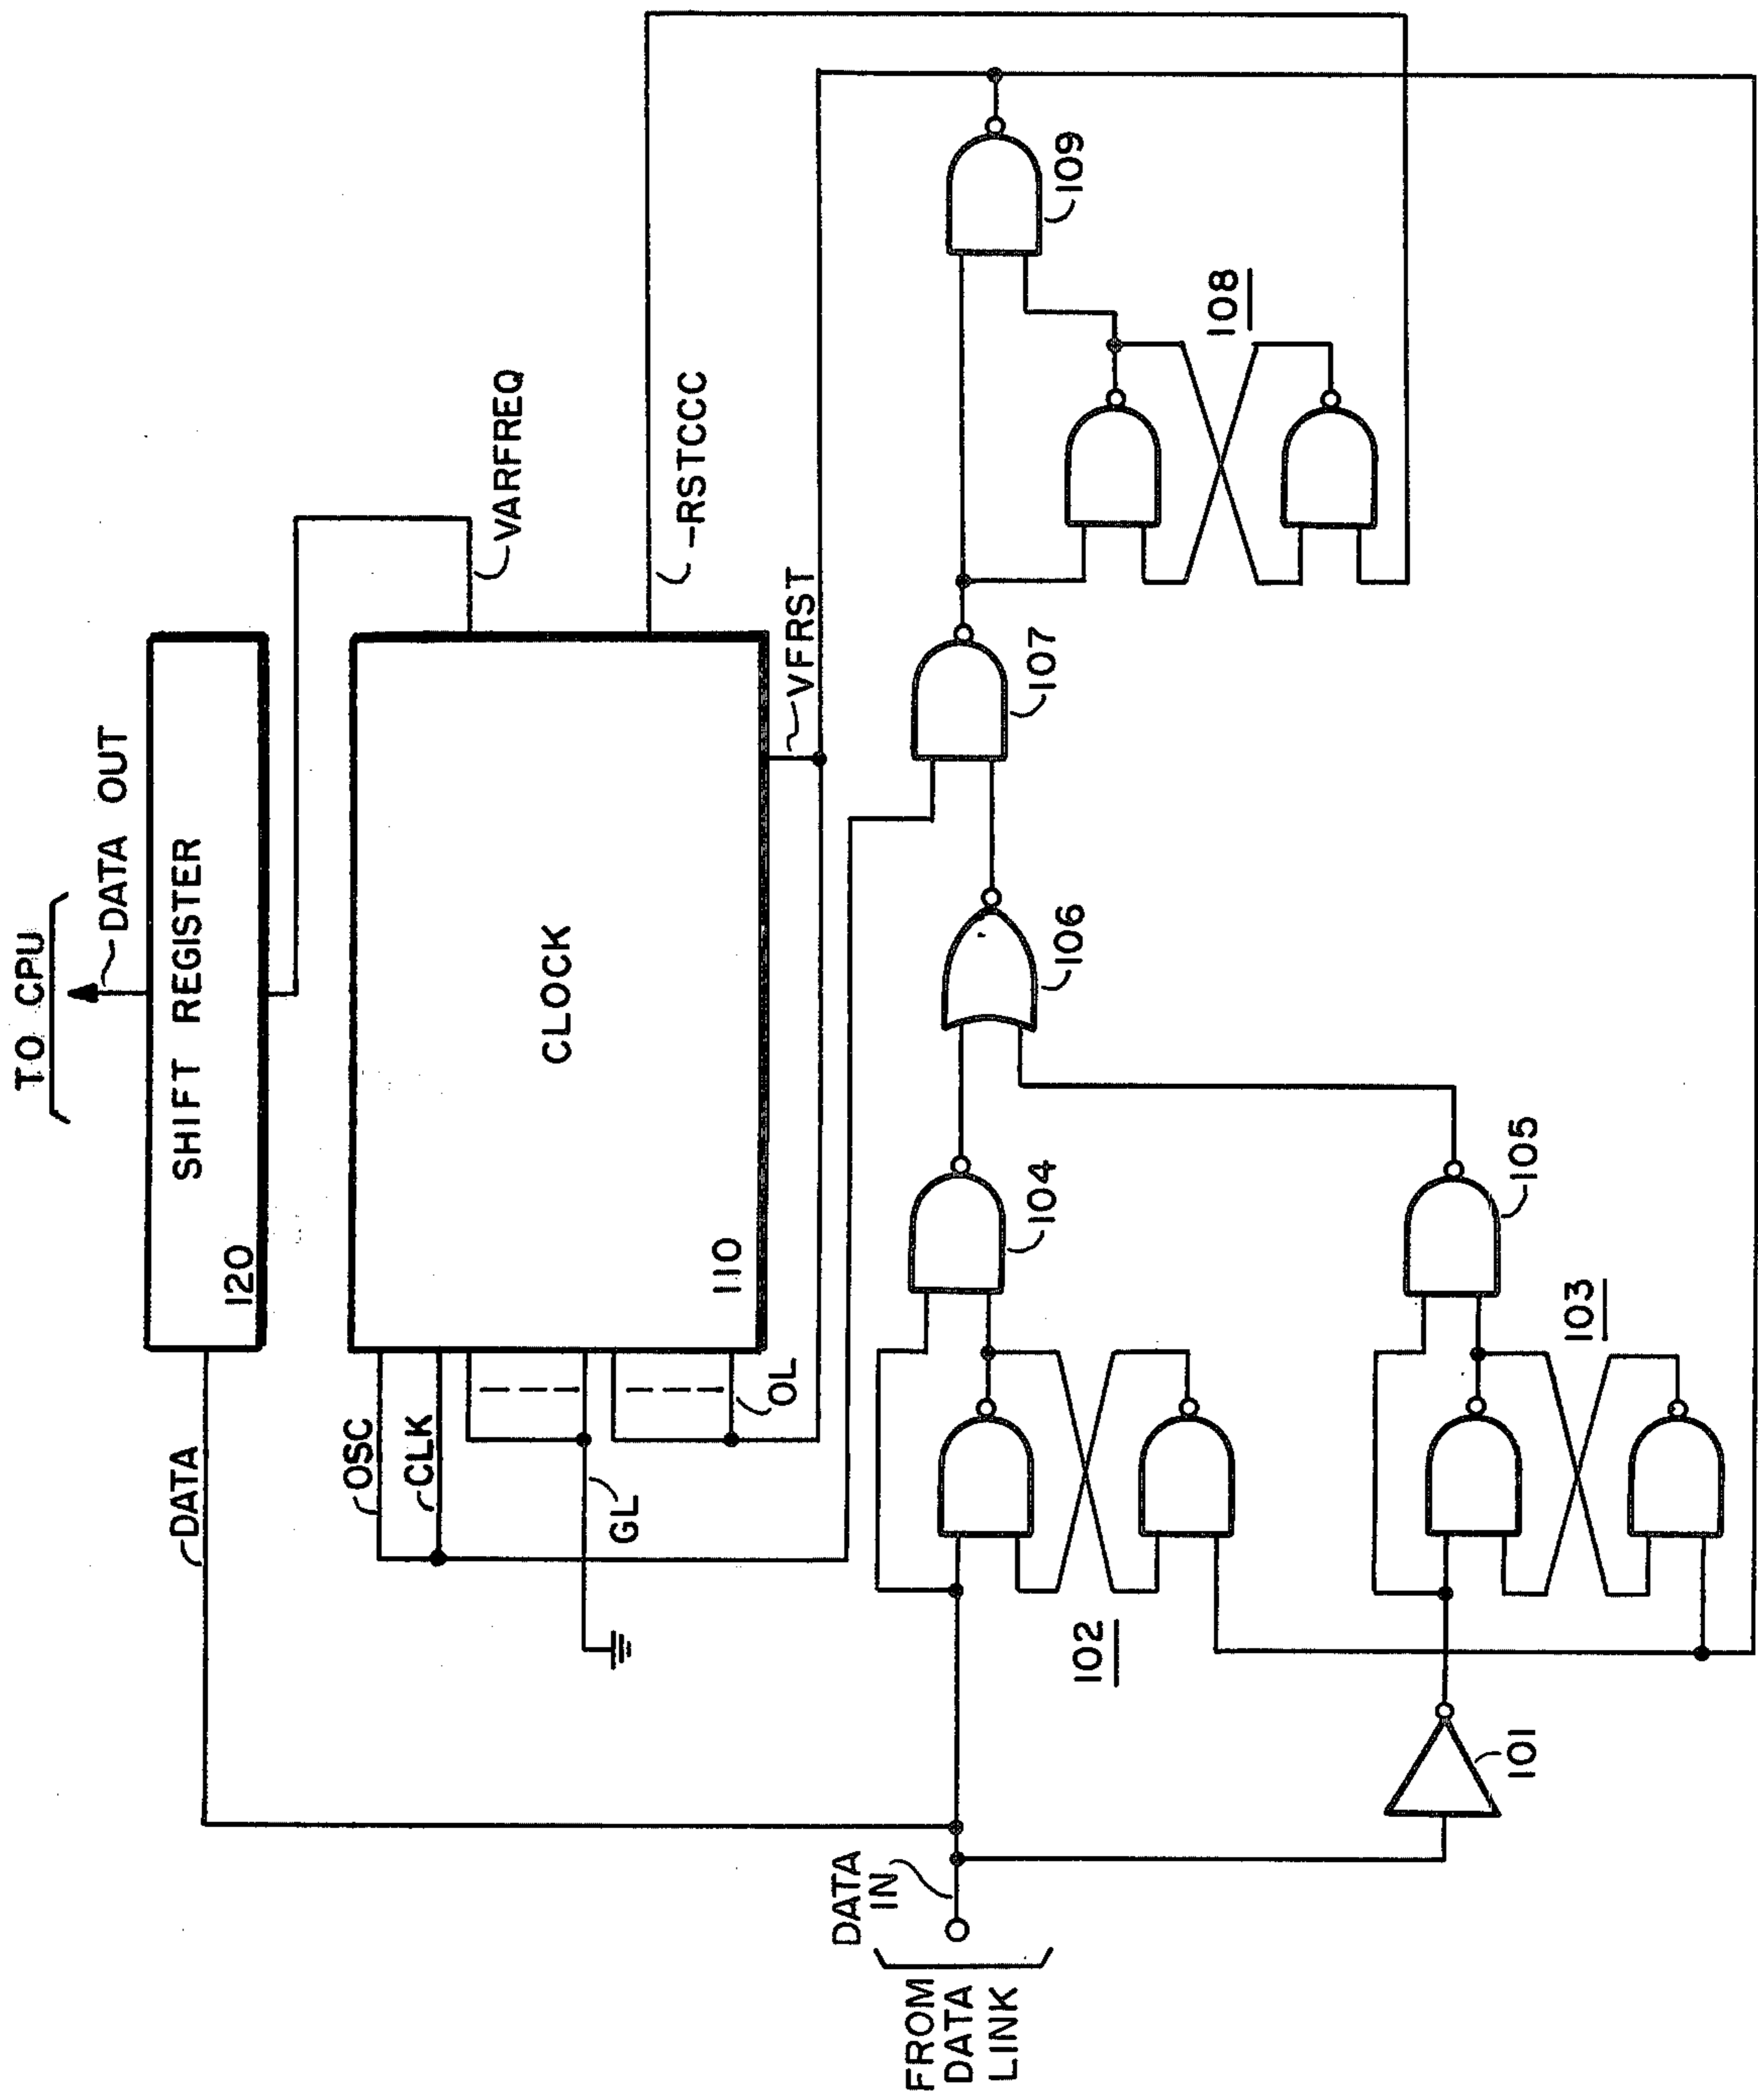 TO CPU
DATA OUT
SHIFT REGISTER
120
DATA
VARFREQ
-RSTCCC
CLOCK
110
OSC
CLK
GL
OL
VFRST
109
108
107
106
104
105
102
103
101
DATA
IN
FROM
DATA
LINK